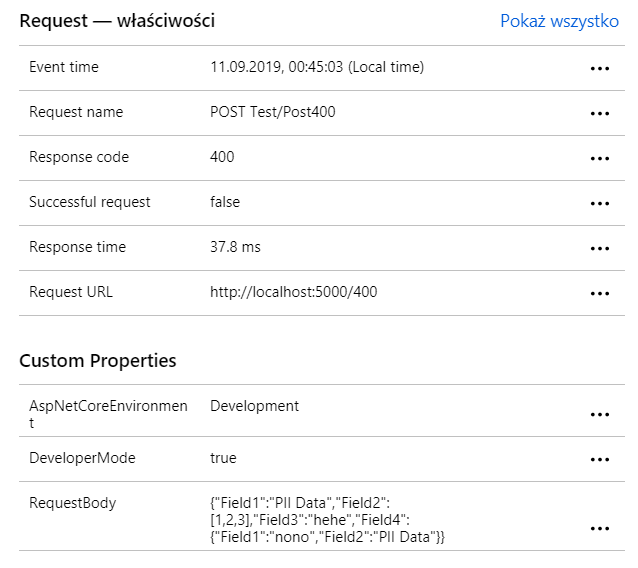 Request — właściwości
Pokaż wszystko
Event time
11.09.2019, 00:45:03 (Local time)
Request name
POST Test/Post400
Response code
400
Successful request
false
Response time
37.8 ms
Request URL
http://localhost:5000/400
Custom Properties
AspNetCoreEnvironmen
t
Development
DeveloperMode
true
RequestBody
{"Field1":"PII Data","Field2":
[1,2,3],"Field3":"hehe","Field4":
{"Field1":"nono","Field2":"PII Data"}}